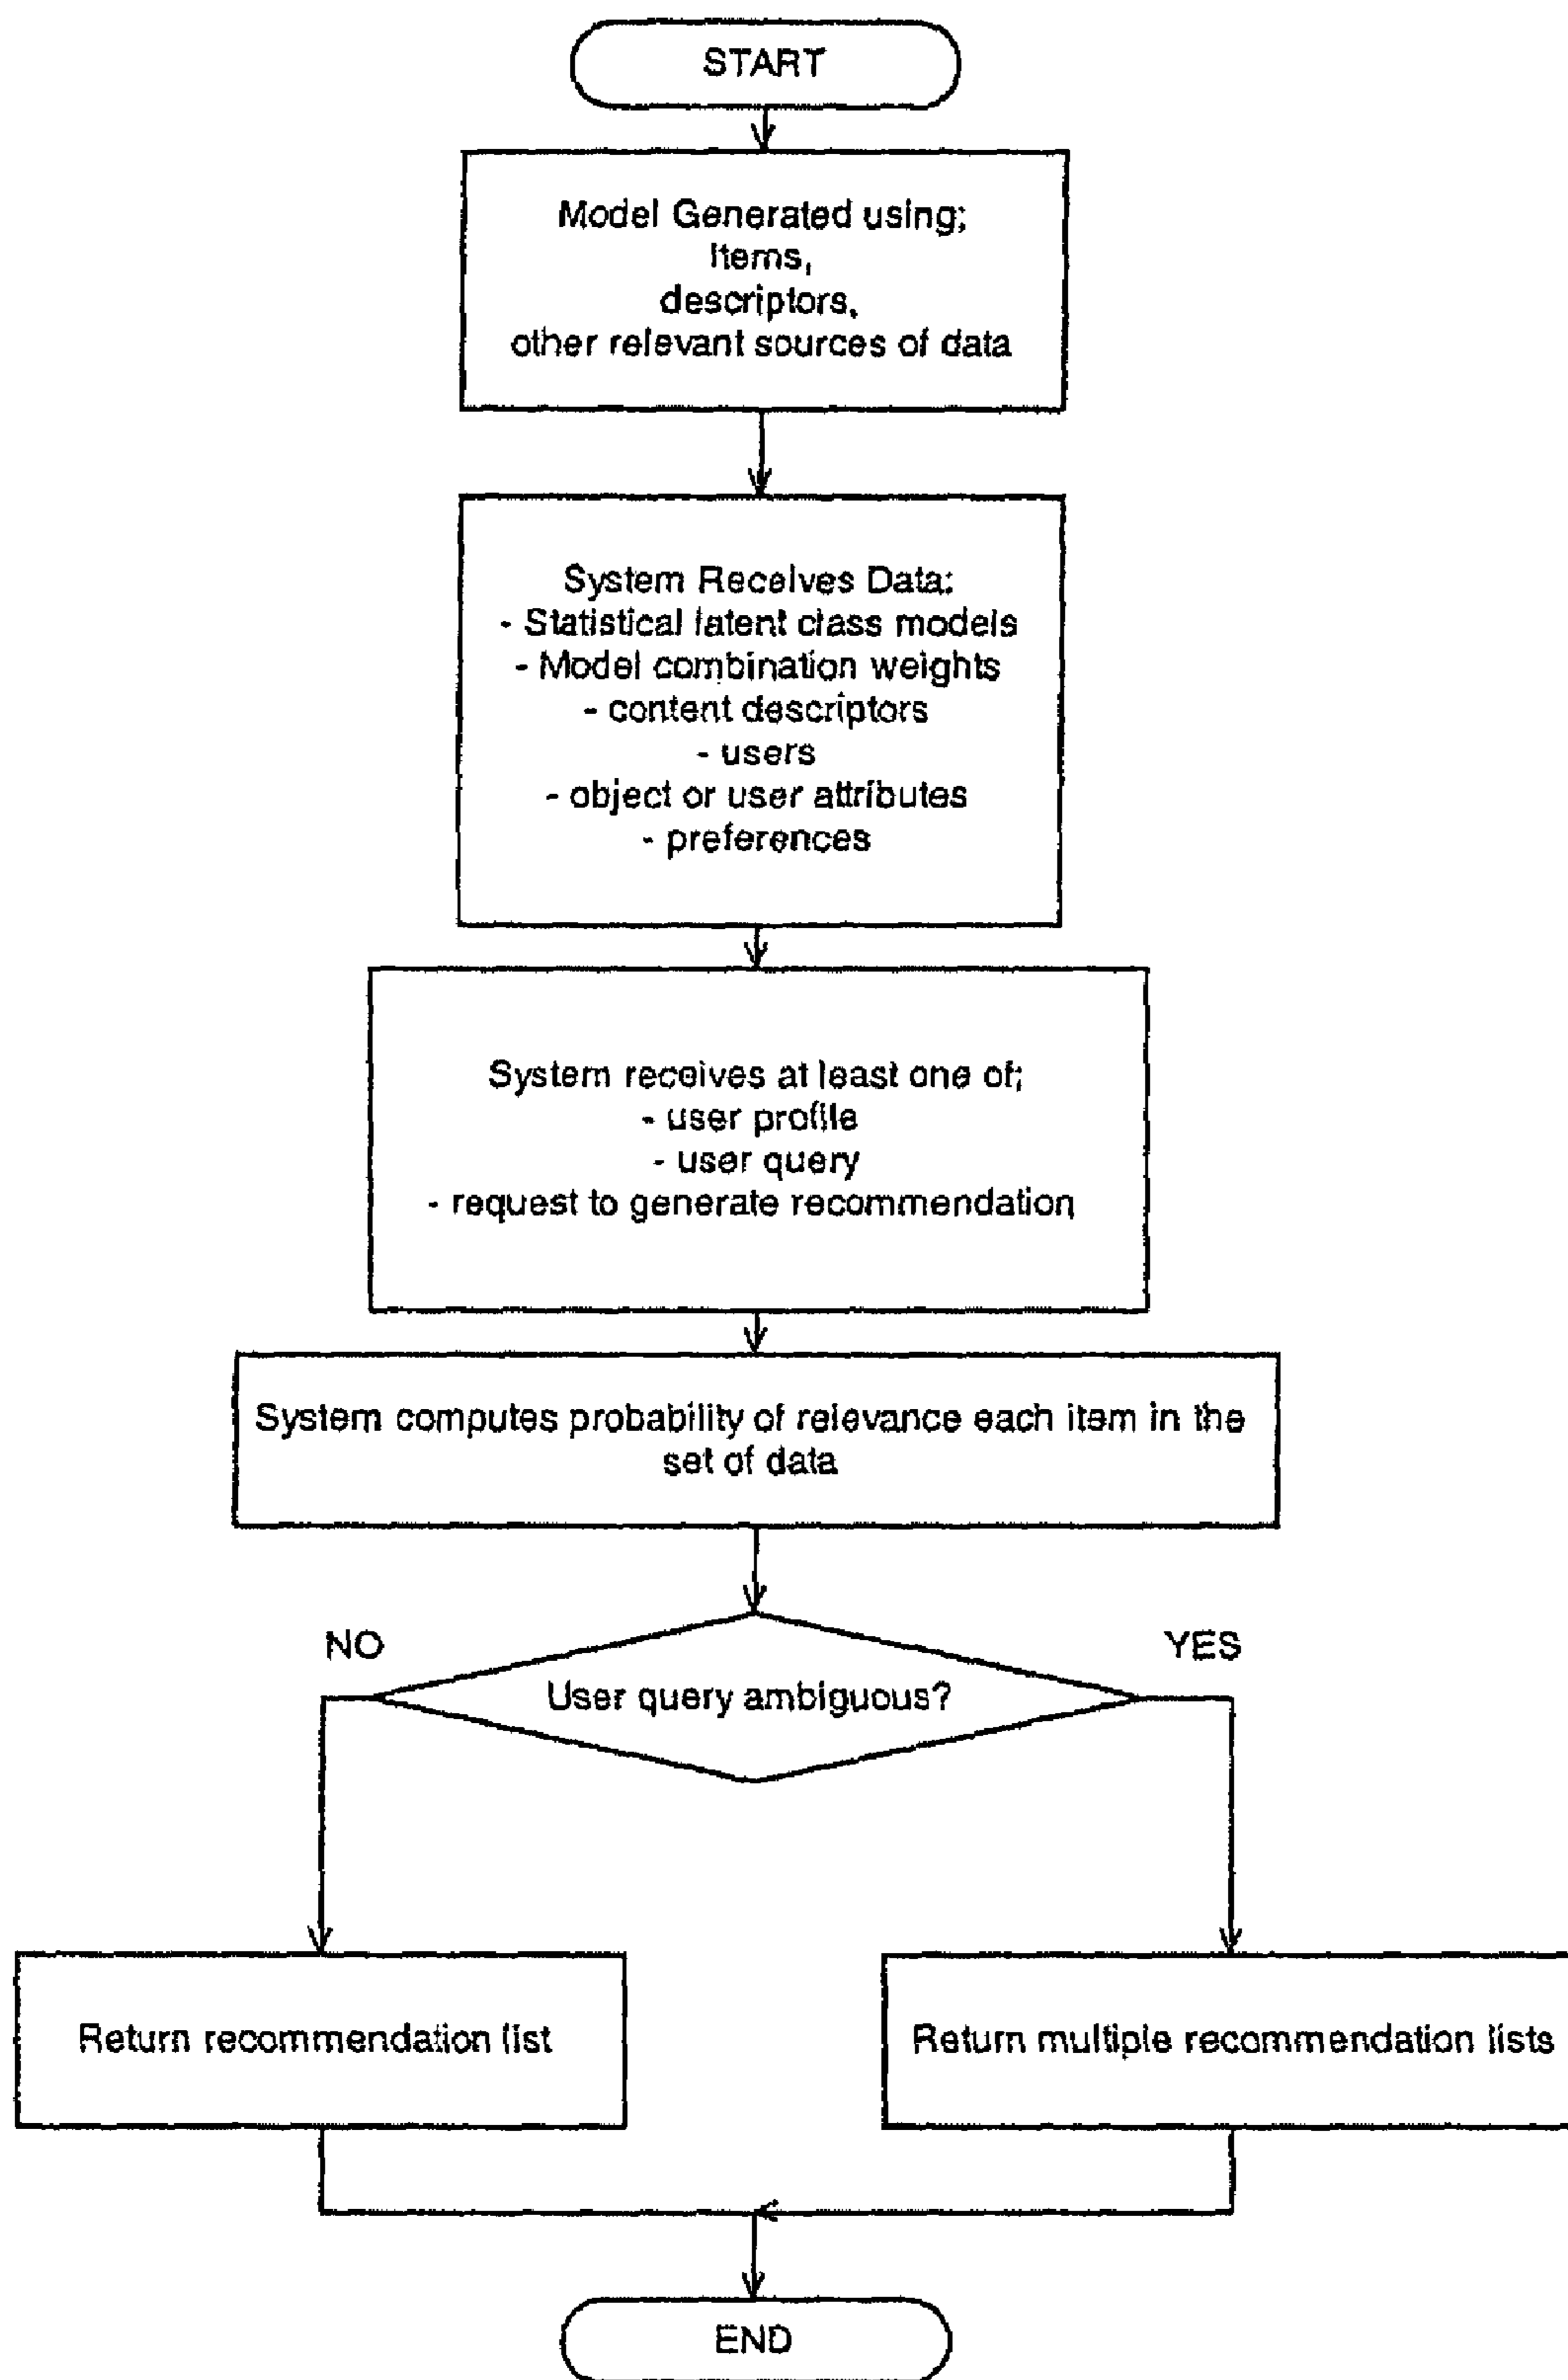 START
Model Generated using;
Items,
descriptors,
other relevant sources of data
System Receives Data:
- Statistical latent class models
- Model combination weights
- content descriptors
- users
- object or user attributes
- preferences
System receives at least one of;
- user profile
- user query
- request to generate recommendation
System computes probability of relevance each item in the
set of data
NO
YES
User query ambiguous?
Return recommendation list
Return multiple recommendation lists
END